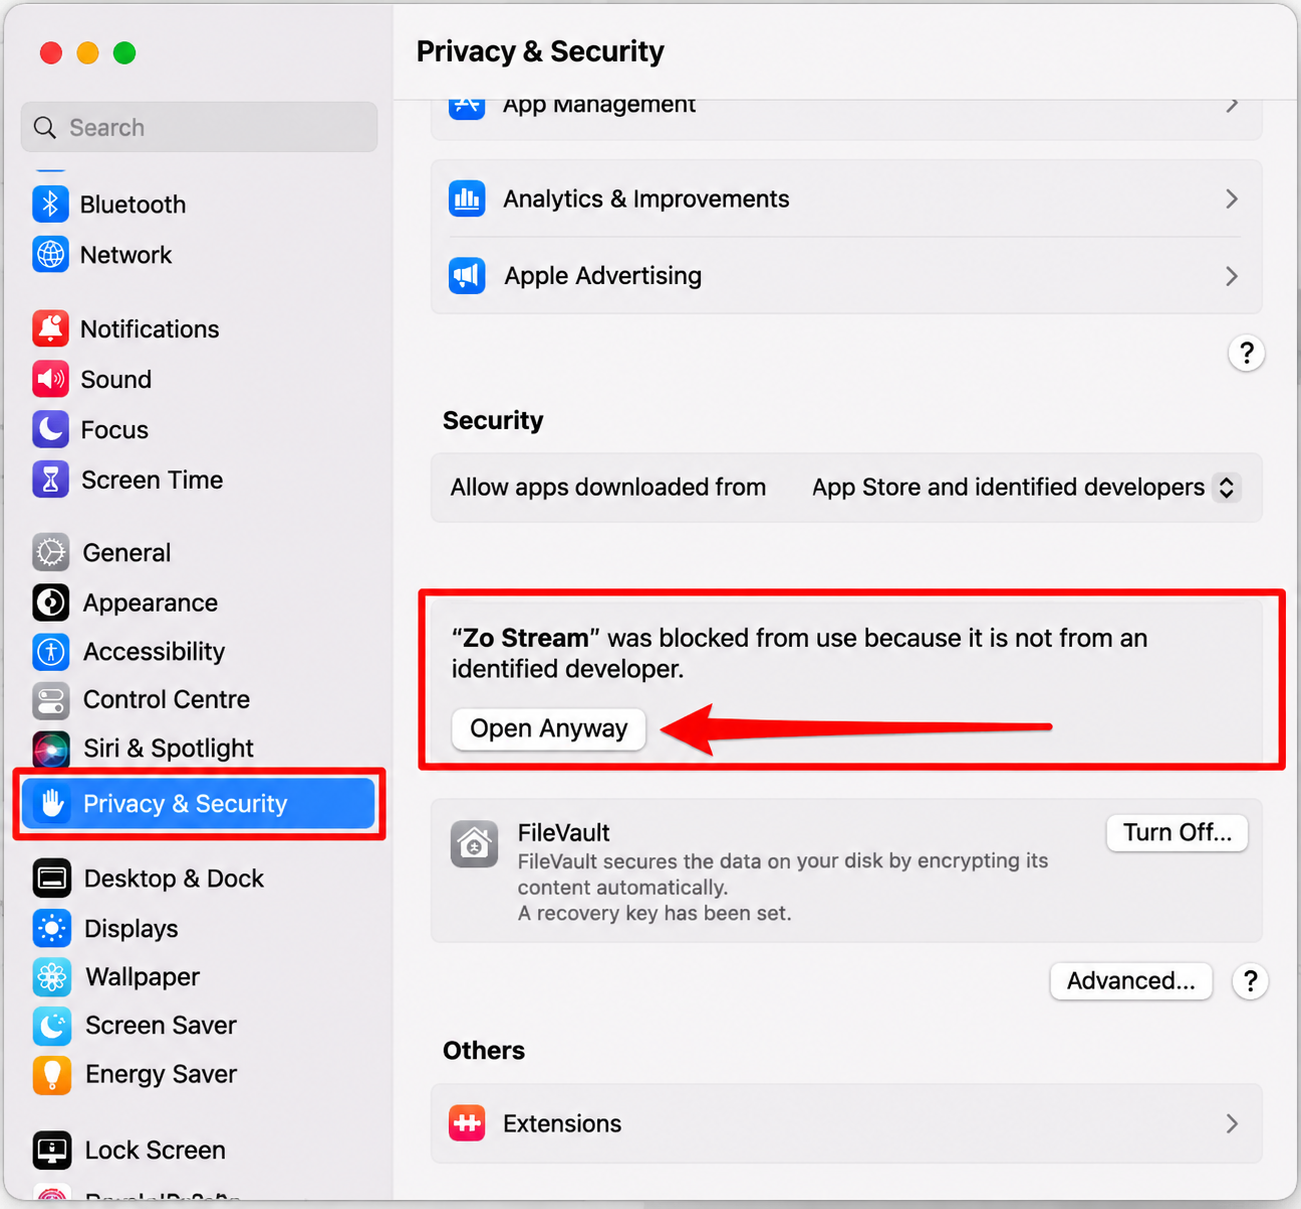 Privacy & Security
Search
Bluetooth
Network
Notifications
Sound
Focus
Screen Time
General
Appearance
Accessibility
Control Centre
Siri & Spotlight
Privacy & Security
Desktop & Dock
Displays
Wallpaper
Screen Saver
Energy Saver
Lock Screen
App Management
Analytics & Improvements
Apple Advertising
?
Security
Allow apps downloaded from App Store and identified developers
“Zo Stream” was blocked from use because it is not from an
identified developer.
Open Anyway
FileVault
Turn Off...
FileVault secures the data on your disk by encrypting its
content automatically.
A recovery key has been set.
Advanced...
?
Others
Extensions